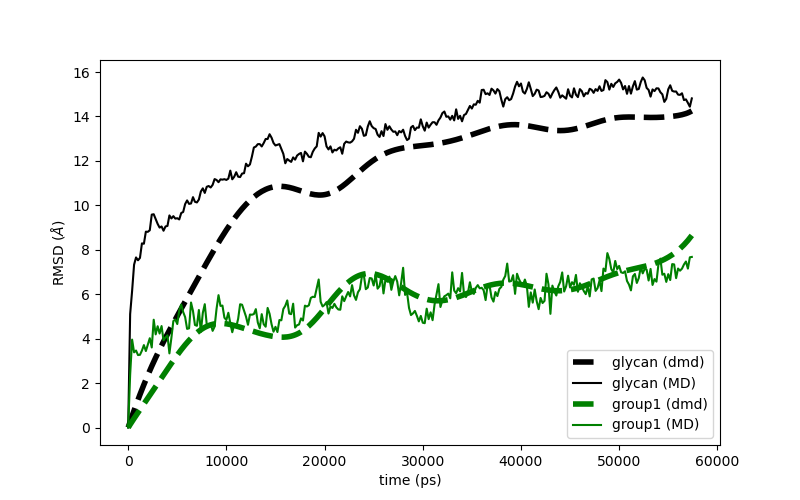 16
14
12
10
8
6
4
2
0
RMSD (Å)
0 10000 20000 30000 40000 50000 60000
time (ps)
glycan (dmd)
glycan (MD)
group1 (dmd)
group1 (MD)